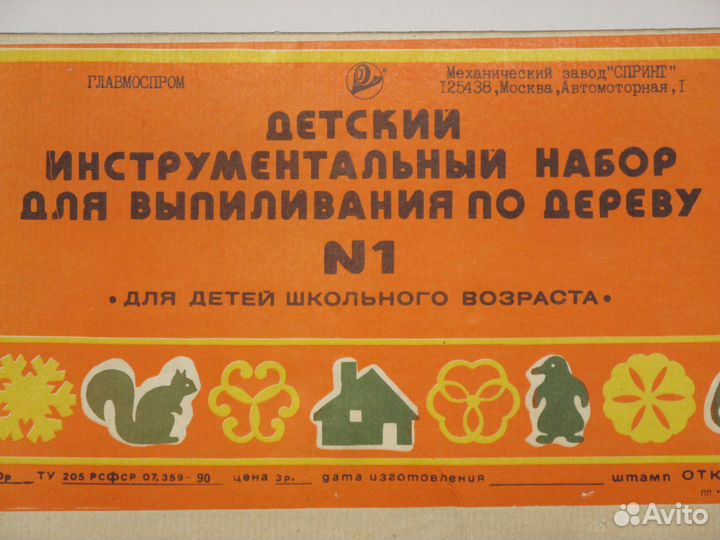 ГЛАВМОСПРОМ
Механический завод "СПРИНТ"
125438, Москва, Автомоторная, 1
ДЕТСКИЙ
ИНСТРУМЕНТАЛЬНЫЙ НАБОР
ДЛЯ ВЫПИЛИВАНИЯ ПО ДЕРЕВУ
N1
• ДЛЯ ДЕТЕЙ ШКОЛЬНОГО ВОЗРАСТА •
ТУ 205 РСФСР 07.359-90 цена 3р. дата изготовления штамп ОТК
Avito